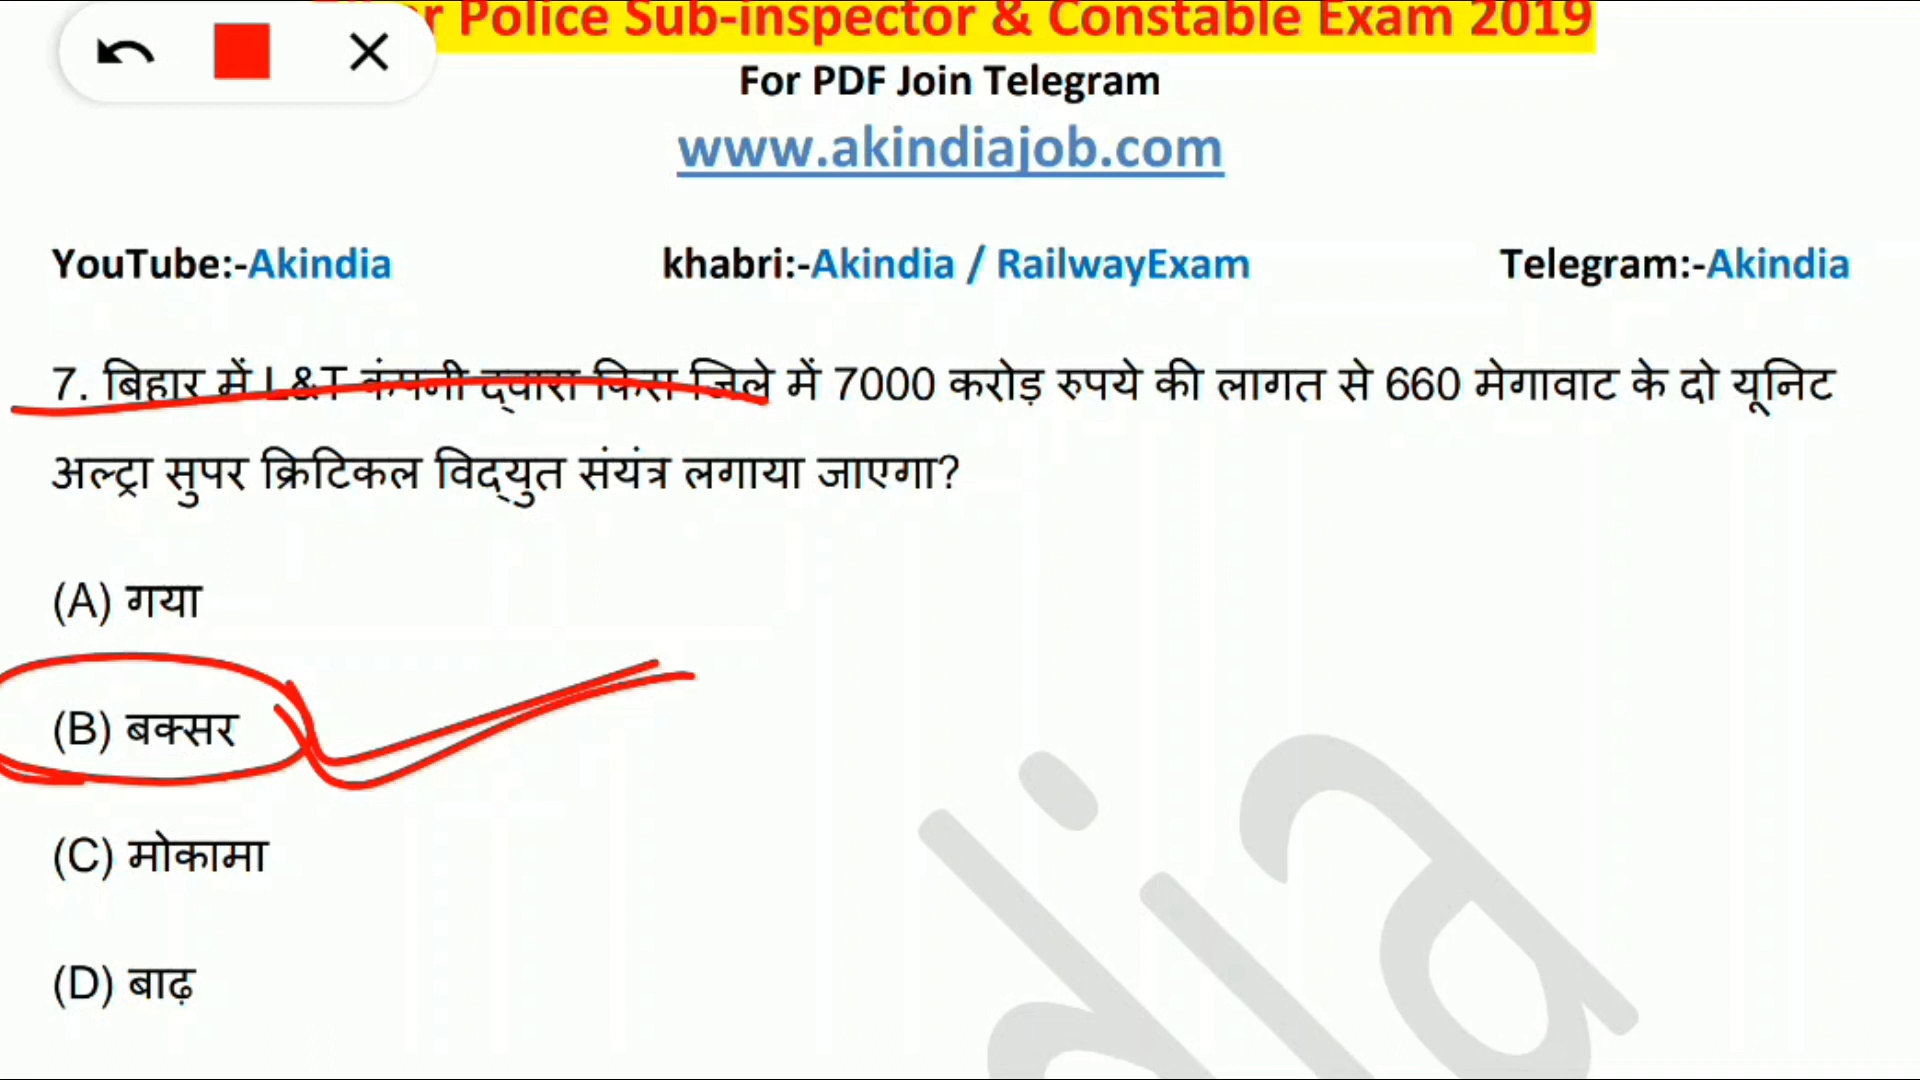 Police Sub-inspector & Constable Exam 2019
For PDF Join Telegram
www.akindiajob.com
YouTube:-Akindia khabri:-Akindia / RailwayExam Telegram:-Akindia
7. बिहार में L&T कंपनी द्वारा किस जिले में 7000 करोड़ रुपये की लागत से 660 मेगावाट के दो यूनिट
अल्ट्रा सुपर क्रिटिकल विद्युत संयंत्र लगाया जाएगा?
(A) गया
(B) बक्सर
(C) मोकामा
(D) बाढ़